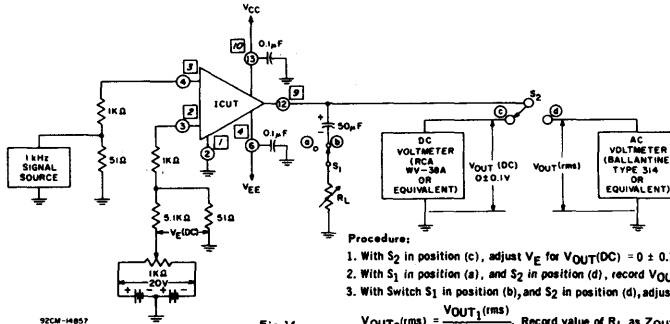 VCC
10
0.1μF
13
3
4
ICUT
9
12
2
3
1
2
4
6
0.1μF
VEE
1KΩ
51Ω
1 kHz
SIGNAL
SOURCE
1KΩ
5.1KΩ
51Ω
VE(DC)
1KΩ
20V
+ - + -
+
-
50μF
a
b
S1
RL
S2
c
d
DC
VOLTMETER
(RCA
WV-38A
OR
EQUIVALENT)
VOUT (DC)
0±0.1V
VOUT(rms)
AC
VOLTMETER
(BALLANTINE
TYPE 314
OR
EQUIVALENT)
Procedure:
1. With S2 in position (c), adjust VE for VOUT(DC) = 0 ± 0.
2. With S1 in position (a), and S2 in position (d), record
3. With Switch S1 in position (b), and S2 in position (d), adjus
VOUT1(rms)
(rms) = Record value of RL as
92CM-14857